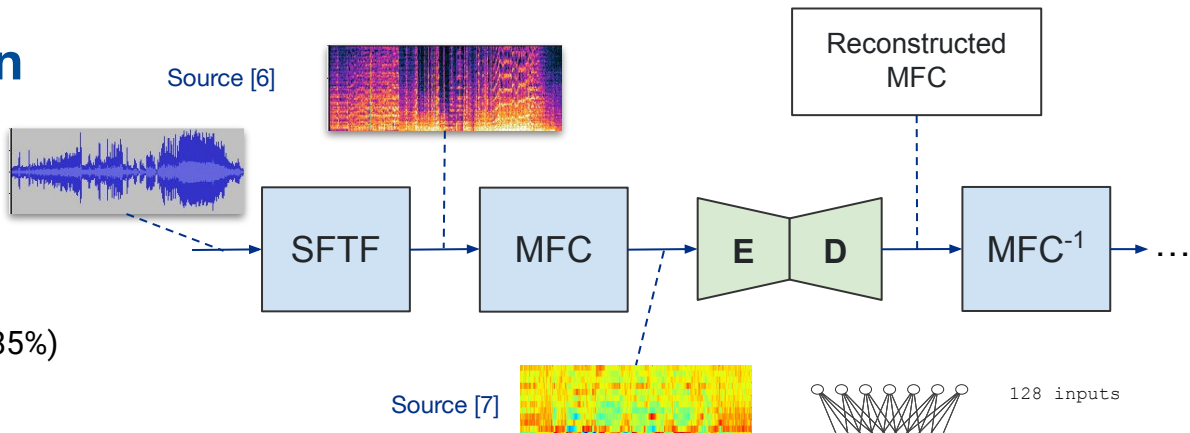 n
Source [6]
Reconstructed
MFC
SFTF
MFC
E
D
MFC-1
...
35%)
Source [7]
128 inputs